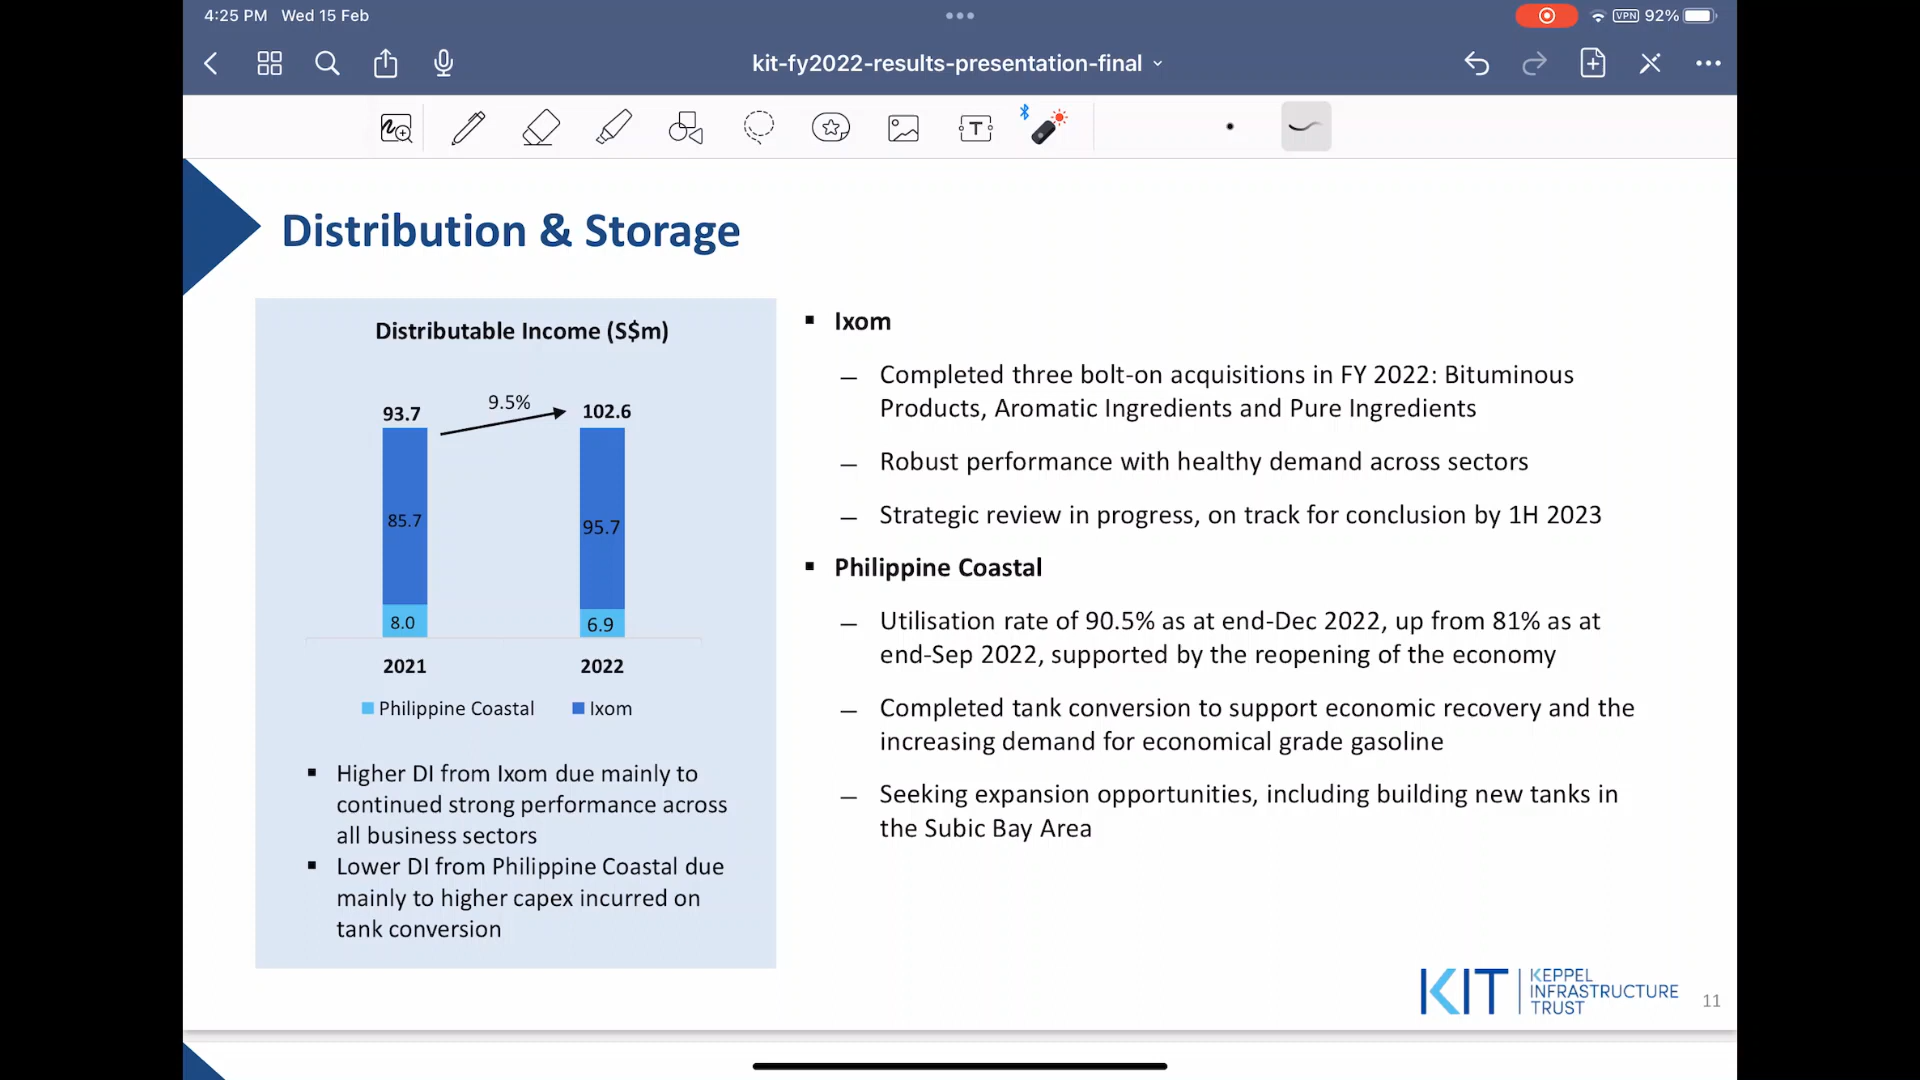 4:25 PM Wed 15 Feb
VPN 92%
kit-fy2022-results-presentation-final
T
Distribution & Storage
Distributable Income (S$m)
9.5%
93.7
102.6
85.7
95.7
8.0
6.9
2021
2022
Philippine Coastal
Ixom
▪ Higher DI from Ixom due mainly to
continued strong performance across
all business sectors
▪ Lower DI from Philippine Coastal due
mainly to higher capex incurred on
tank conversion
▪ Ixom
— Completed three bolt-on acquisitions in FY 2022: Bituminous
Products, Aromatic Ingredients and Pure Ingredients
— Robust performance with healthy demand across sectors
— Strategic review in progress, on track for conclusion by 1H 2023
▪ Philippine Coastal
— Utilisation rate of 90.5% as at end-Dec 2022, up from 81% as at
end-Sep 2022, supported by the reopening of the economy
— Completed tank conversion to support economic recovery and the
increasing demand for economical grade gasoline
— Seeking expansion opportunities, including building new tanks in
the Subic Bay Area
KIT
KEPPEL
INFRASTRUCTURE
TRUST
11